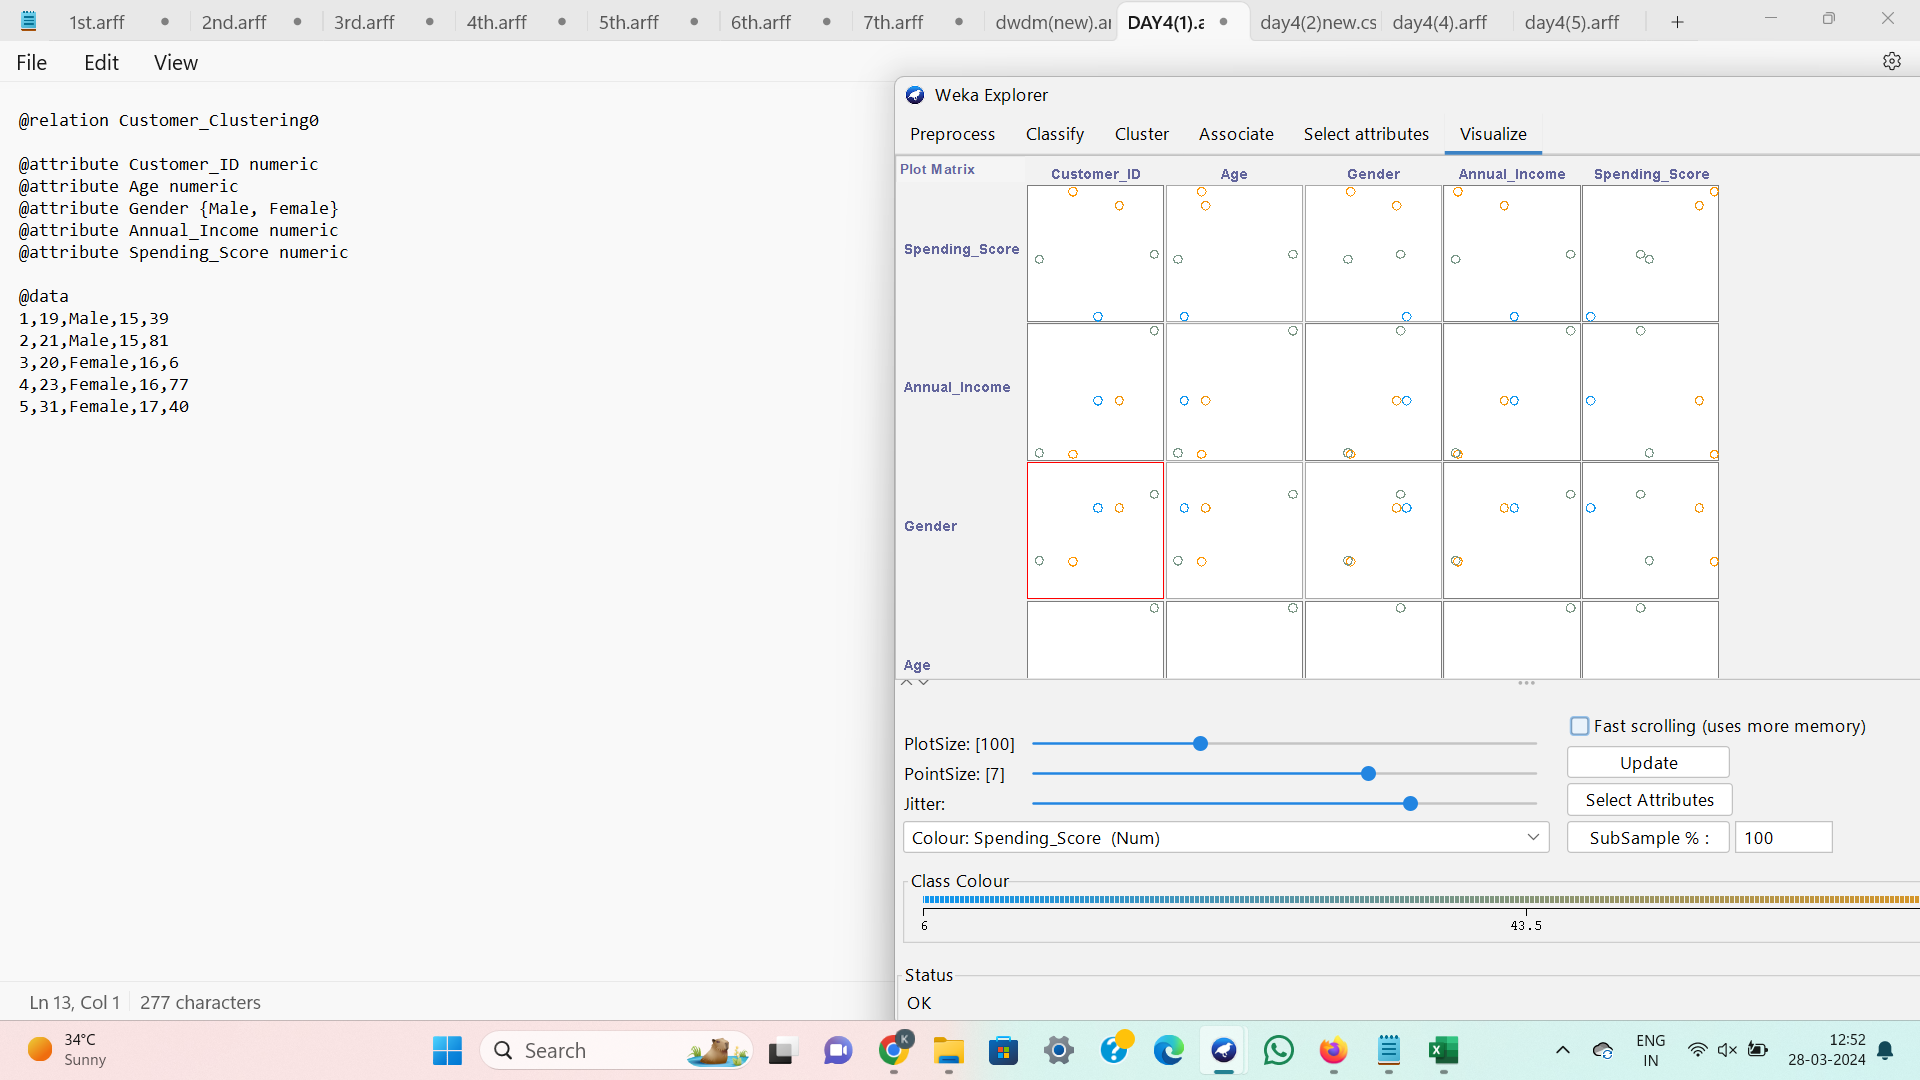 1st.arff
2nd.arff
3rd.arff
4th.arff
5th.arff
6th.arff
7th.arff
dwdm(new).ar
DAY4(1).a
day4(2)new.cs
day4(4).arff
day4(5).arff
File Edit View
@relation Customer_Clustering0
@attribute Customer_ID numeric
@attribute Age numeric
@attribute Gender {Male, Female}
@attribute Annual_Income numeric
@attribute Spending_Score numeric
@data
1,19,Male,15,39
2,21,Male,15,81
3,20,Female,16,6
4,23,Female,16,77
5,31,Female,17,40
Ln 13, Col 1 277 characters
Weka Explorer
Preprocess Classify Cluster Associate Select attributes Visualize
Plot Matrix
Customer_ID Age Gender Annual_Income Spending_Score
Spending_Score
Annual_Income
Gender
Age
PlotSize: [100]
PointSize: [7]
Jitter:
Fast scrolling (uses more memory)
Update
Select Attributes
Colour: Spending_Score (Num)
SubSample % :
100
Class Colour
6 43.5
Status
OK
34°C
Sunny
Search
K
ENG
IN
12:52
28-03-2024